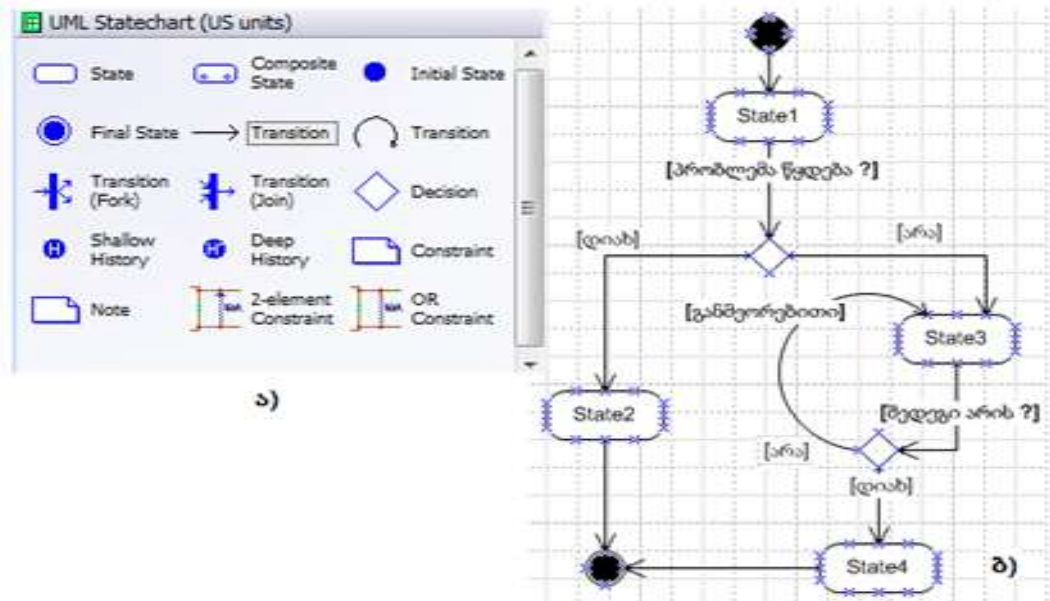 UML Statechart (US units)
State
Composite
State
Initial State
Final State
Transition
Transition
Transition
(Fork)
Transition
(Join)
Decision
Shallow
History
Deep
History
Constraint
Note
2-element
Constraint
OR
Constraint
ა)
State1
[პრობლემა წყდება ?]
[დიახ]
[არა]
[განმეორებითი]
State3
State2
[შედეგი არის ?]
[არა]
[დიახ]
State4
ბ)